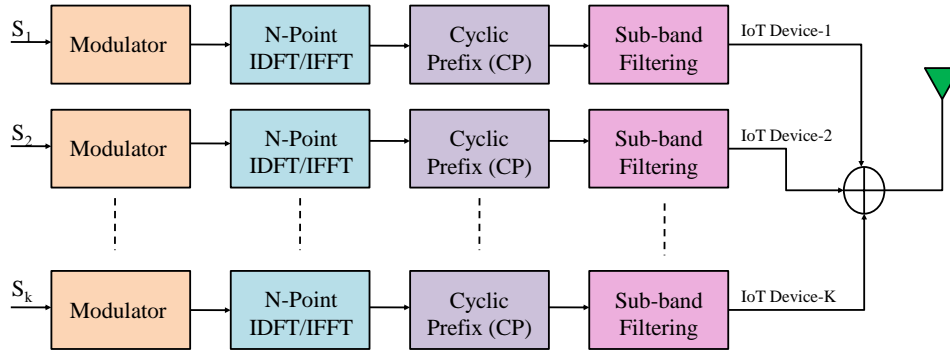 S1
Modulator
N-Point
IDFT/IFFT
Cyclic
Prefix (CP)
Sub-band
Filtering
IoT Device-1
S2
Modulator
N-Point
IDFT/IFFT
Cyclic
Prefix (CP)
Sub-band
Filtering
IoT Device-2
Sk
Modulator
N-Point
IDFT/IFFT
Cyclic
Prefix (CP)
Sub-band
Filtering
IoT Device-K